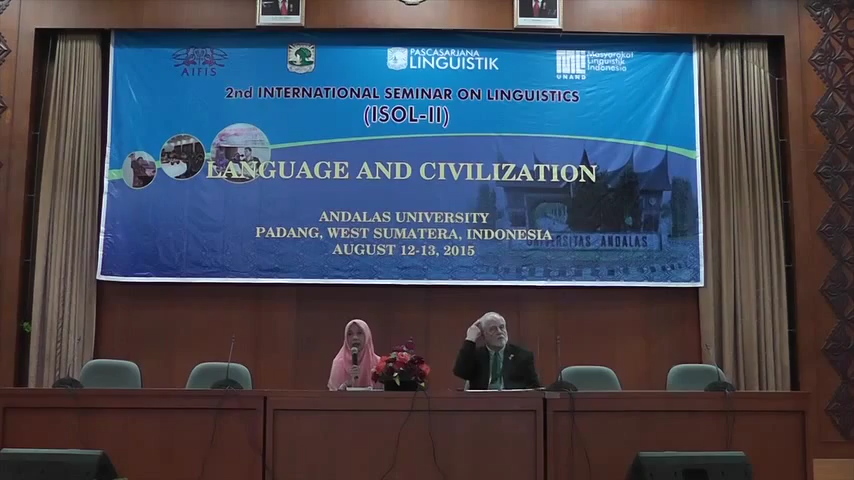 AIFIS
PASCASARJANA
LINGUISTIK
Masyarakat
Linguistik
Indonesia
UNAND
2nd INTERNATIONAL SEMINAR ON LINGUISTICS
(ISOL-II)
LANGUAGE AND CIVILIZATION
ANDALAS UNIVERSITY
PADANG, WEST SUMATERA, INDONESIA
AUGUST 12-13, 2015
UNIVERSITAS ANDALAS